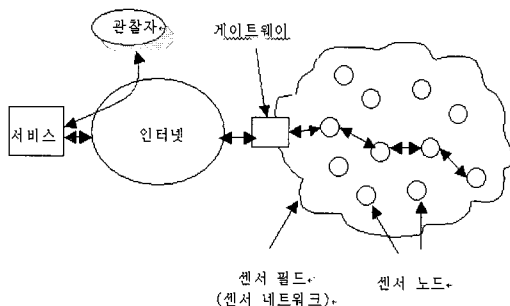 관찰자
게이트웨이
서비스
인터넷
센서 필드
(센서 네트워크)
센서 노드